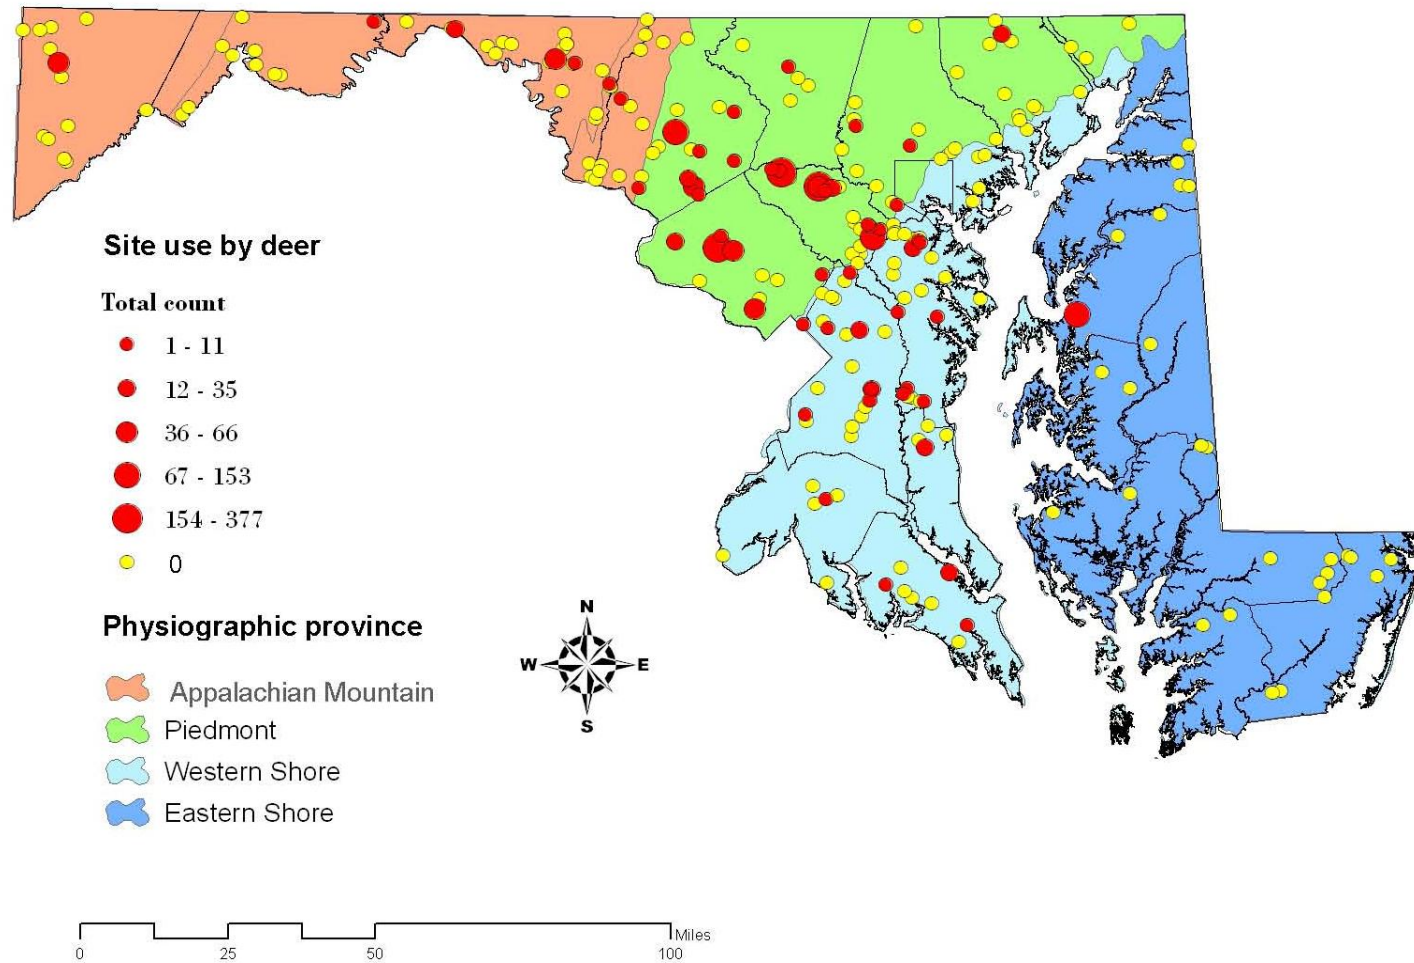 Site use by deer
Total count
1 - 11
12 - 35
36 - 66
67 - 153
154 - 377
0
N
W E
S
Physiographic province
Appalachian Mountain
Piedmont
Western Shore
Eastern Shore
Miles
0 25 50 100